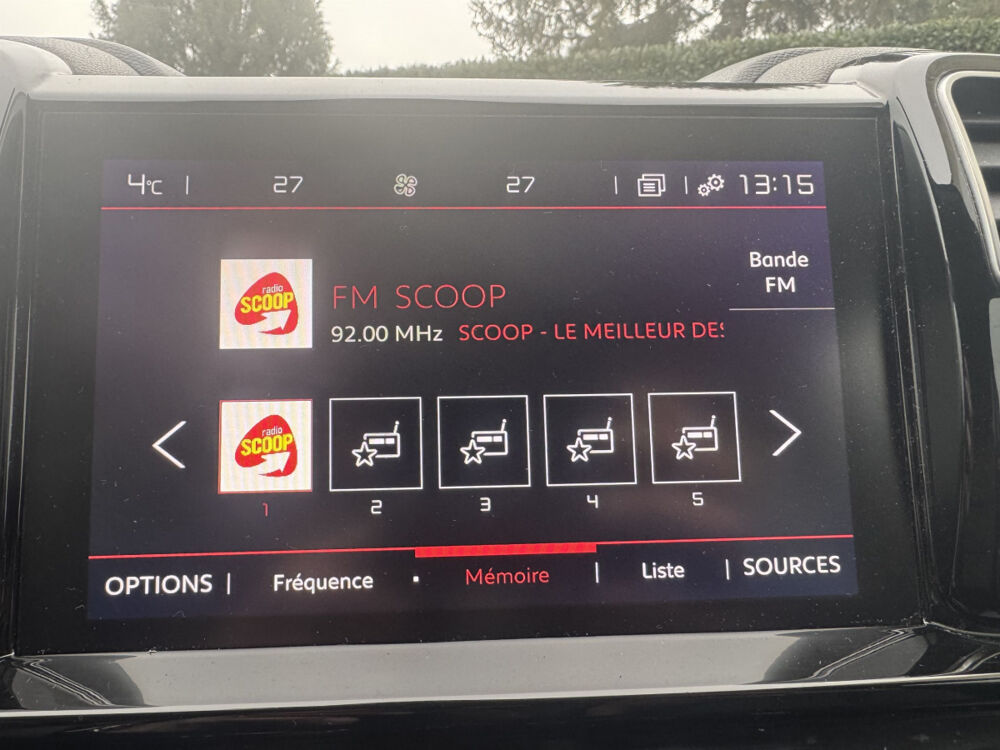 4°C | 27 27 | | 13:15
Bande
FM
radio
SCOOP
FM SCOOP
92.00 MHz SCOOP - LE MEILLEUR DES
radio
SCOOP
1 2 3 4 5
OPTIONS | Fréquence Mémoire | Liste | SOURCES